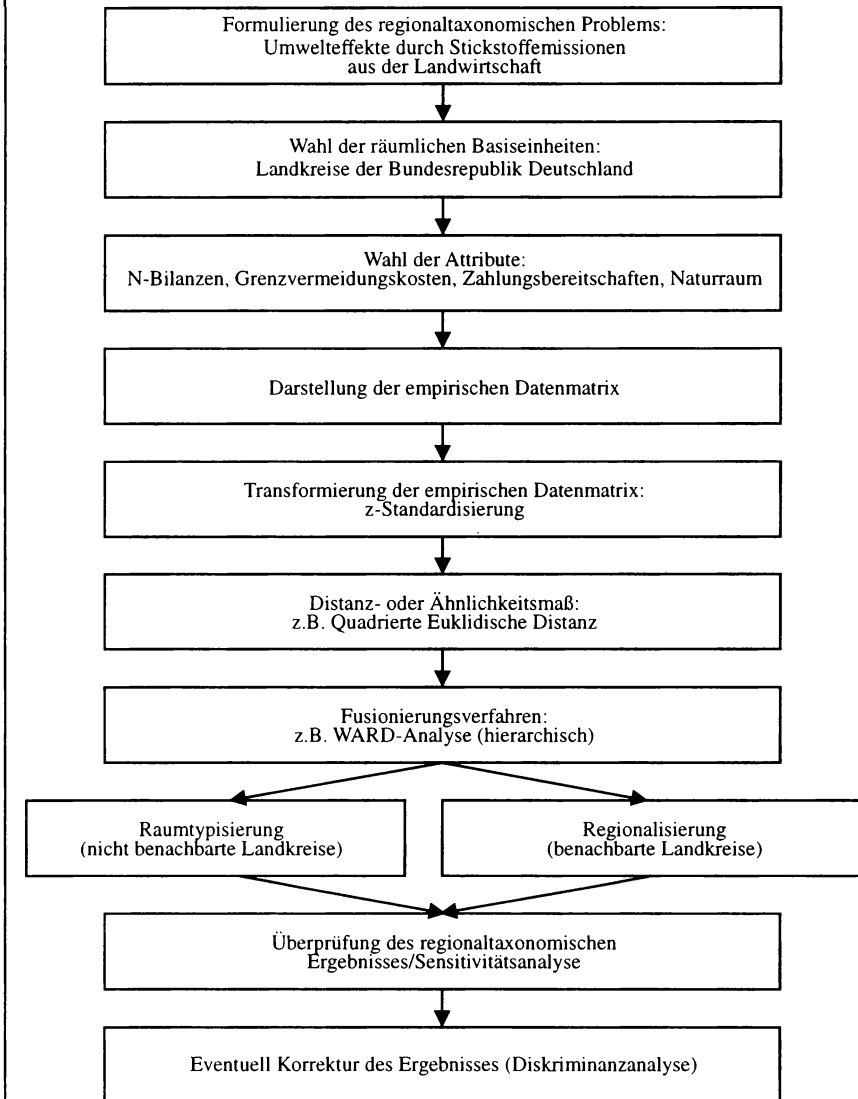 Formulierung des regionaltaxonomischen Problems:
Umwelteffekte durch Stickstoffemissionen
aus der Landwirtschaft
Wahl der räumlichen Basiseinheiten:
Landkreise der Bundesrepublik Deutschland
Wahl der Attribute:
N-Bilanzen, Grenzvermeidungskosten, Zahlungsbereitschaften, Naturraum
Darstellung der empirischen Datenmatrix
Transformierung der empirischen Datenmatrix:
z-Standardisierung
Distanz- oder Ähnlichkeitsmaß:
z.B. Quadrierte Euklidische Distanz
Fusionierungsverfahren:
z.B. WARD-Analyse (hierarchisch)
Raumtypisierung
(nicht benachbarte Landkreise)
Regionalisierung
(benachbarte Landkreise)
Überprüfung des regionaltaxonomischen
Ergebnisses/Sensitivitätsanalyse
Eventuell Korrektur des Ergebnisses (Diskriminanzanalyse)